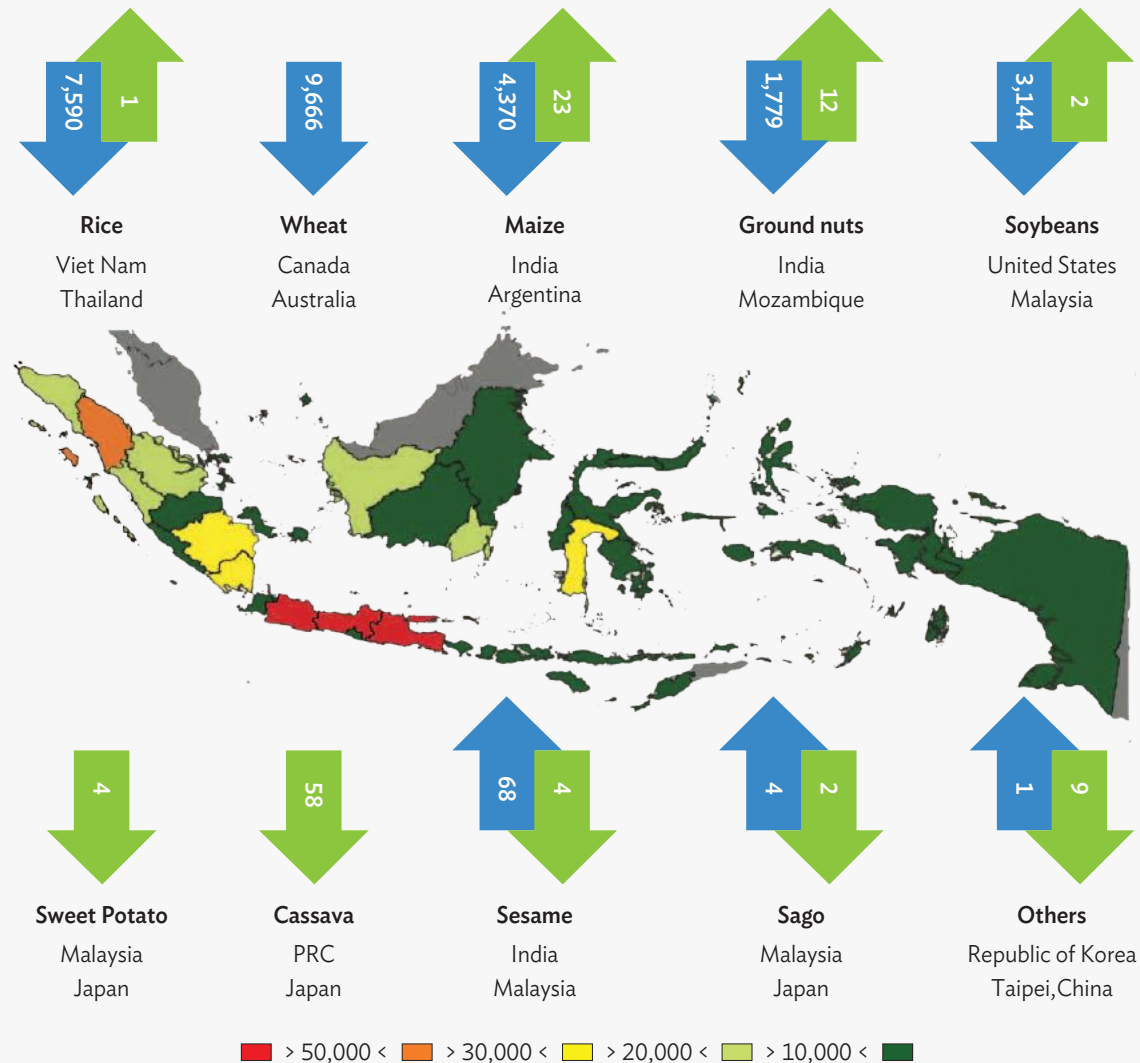 7,590
1
9,666
4,370
23
1,779
12
3,144
2
Rice
Viet Nam
Thailand
Wheat
Canada
Australia
Maize
India
Argentina
Ground nuts
India
Mozambique
Soybeans
United States
Malaysia
4
58
68
4
4
2
1
9
Sweet Potato
Malaysia
Japan
Cassava
PRC
Japan
Sesame
India
Malaysia
Sago
Malaysia
Japan
Others
Republic of Korea
Taipei,China
> 50,000 < > 30,000 < > 20,000 < > 10,000 <